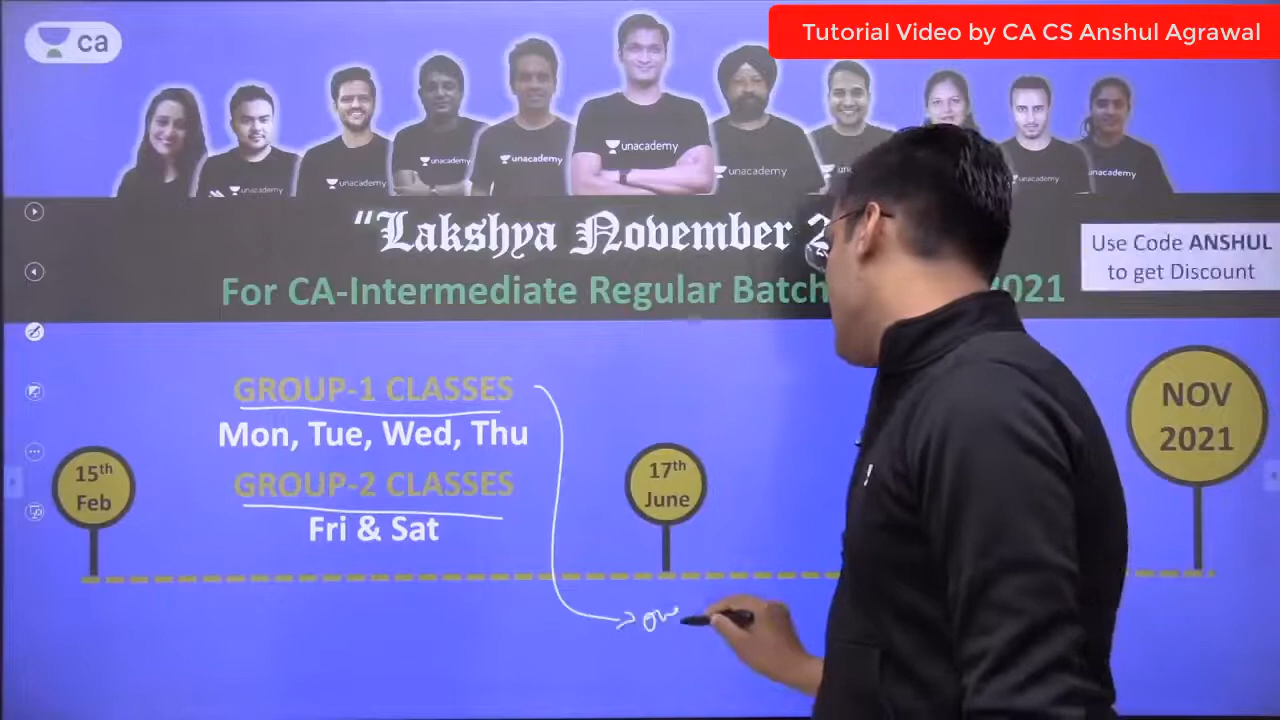 Tutorial Video by CA CS Anshul Agrawal
ca
unacademy
unacademy
unacademy
unacademy
unacademy
unacademy
unacademy
unacademy
unacademy
"Lakshya November
For CA-Intermediate Regular Batch 2021
Use Code ANSHUL
to get Discount
GROUP-1 CLASSES
Mon, Tue, Wed, Thu
GROUP-2 CLASSES
Fri & Sat
15th
Feb
17th
June
NOV
2021